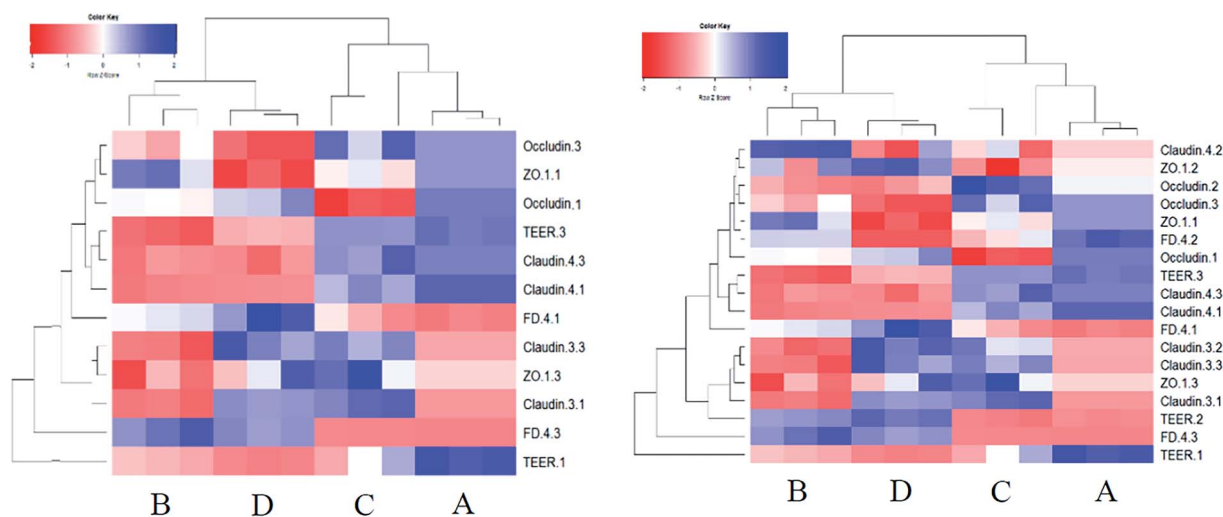 Color Key
-2 -1 0 1 2
Row Z-Score
Occludin.3
ZO.1.1
Occludin.1
TEER.3
Claudin.4.3
Claudin.4.1
FD.4.1
Claudin.3.3
ZO.1.3
Claudin.3.1
FD.4.3
TEER.1
B D C A
Color Key
-2 -1 0 1 2
Row Z-Score
Claudin.4.2
ZO.1.2
Occludin.2
Occludin.3
ZO.1.1
FD.4.2
Occludin.1
TEER.3
Claudin.4.3
Claudin.4.1
FD.4.1
Claudin.3.2
Claudin.3.3
ZO.1.3
Claudin.3.1
TEER.2
FD.4.3
TEER.1
B D C A